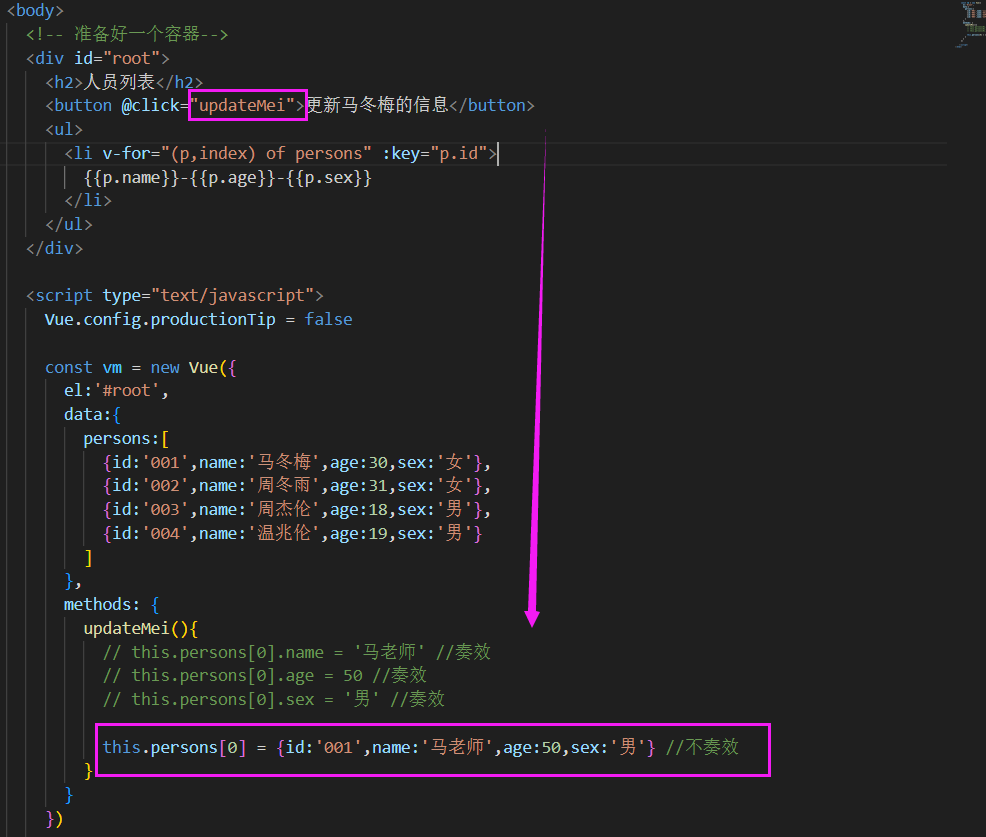 <body>
<!-- 准备好一个容器-->
<div id="root">
<h2>人员列表</h2>
<button @click="updateMei">更新马冬梅的信息</button>
<ul>
<li v-for="(p,index) of persons" :key="p.id">
{{p.name}}-{{p.age}}-{{p.sex}}
</li>
</ul>
</div>
<script type="text/javascript">
Vue.config.productionTip = false
const vm = new Vue({
el:'#root',
data:{
persons:[
{id:'001',name:'马冬梅',age:30,sex:'女'},
{id:'002',name:'周冬雨',age:31,sex:'女'},
{id:'003',name:'周杰伦',age:18,sex:'男'},
{id:'004',name:'温兆伦',age:19,sex:'男'}
]
},
methods: {
updateMei(){
// this.persons[0].name = '马老师' //奏效
// this.persons[0].age = 50 //奏效
// this.persons[0].sex = '男' //奏效
this.persons[0] = {id:'001',name:'马老师',age:50,sex:'男'} //不奏效
}
}
})